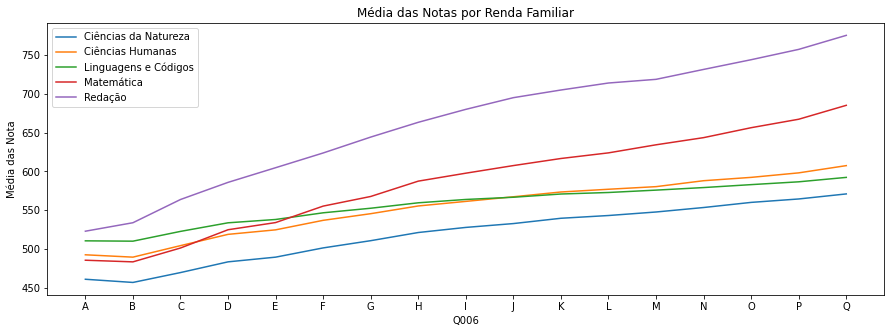 Média das Notas por Renda Familiar
Ciências da Natureza
Ciências Humanas
Linguagens e Códigos
Matemática
Redação
Média das Nota
750
700
650
600
550
500
450
A B C D E F G H I J K L M N O P Q
Q006